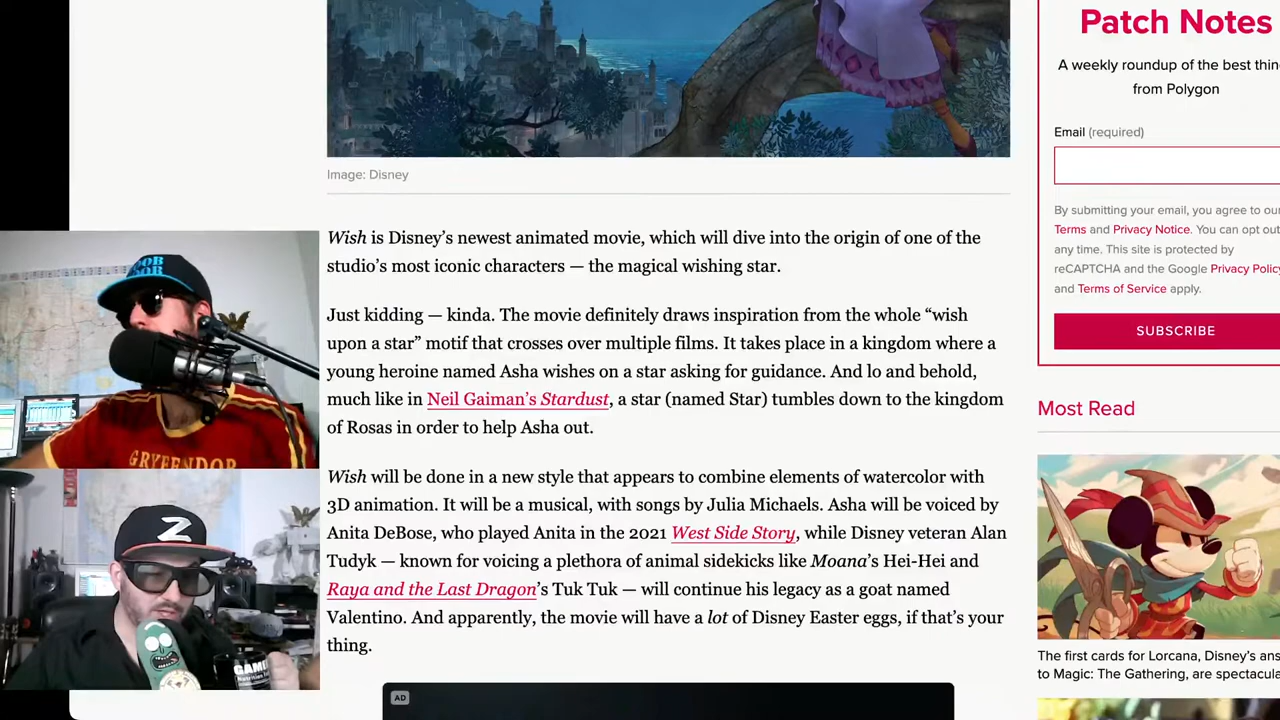 Image: Disney
Wish is Disney’s newest animated movie, which will dive into the origin of one of the
studio’s most iconic characters — the magical wishing star.
Just kidding — kinda. The movie definitely draws inspiration from the whole “wish
upon a star” motif that crosses over multiple films. It takes place in a kingdom where a
young heroine named Asha wishes on a star asking for guidance. And lo and behold,
much like in Neil Gaiman’s Stardust, a star (named Star) tumbles down to the kingdom
of Rosas in order to help Asha out.
Wish will be done in a new style that appears to combine elements of watercolor with
3D animation. It will be a musical, with songs by Julia Michaels. Asha will be voiced by
Anita DeBose, who played Anita in the 2021 West Side Story, while Disney veteran Alan
Tudyk — known for voicing a plethora of animal sidekicks like Moana’s Hei-Hei and
Raya and the Last Dragon’s Tuk Tuk — will continue his legacy as a goat named
Valentino. And apparently, the movie will have a lot of Disney Easter eggs, if that’s your
thing.
AD
Patch Notes
A weekly roundup of the best thin
from Polygon
Email (required)
By submitting your email, you agree to our
Terms and Privacy Notice. You can opt out
any time. This site is protected by
reCAPTCHA and the Google Privacy Policy
and Terms of Service apply.
SUBSCRIBE
Most Read
The first cards for Lorcana, Disney’s ans
to Magic: The Gathering, are spectacula
GRYFFINDOR
Z